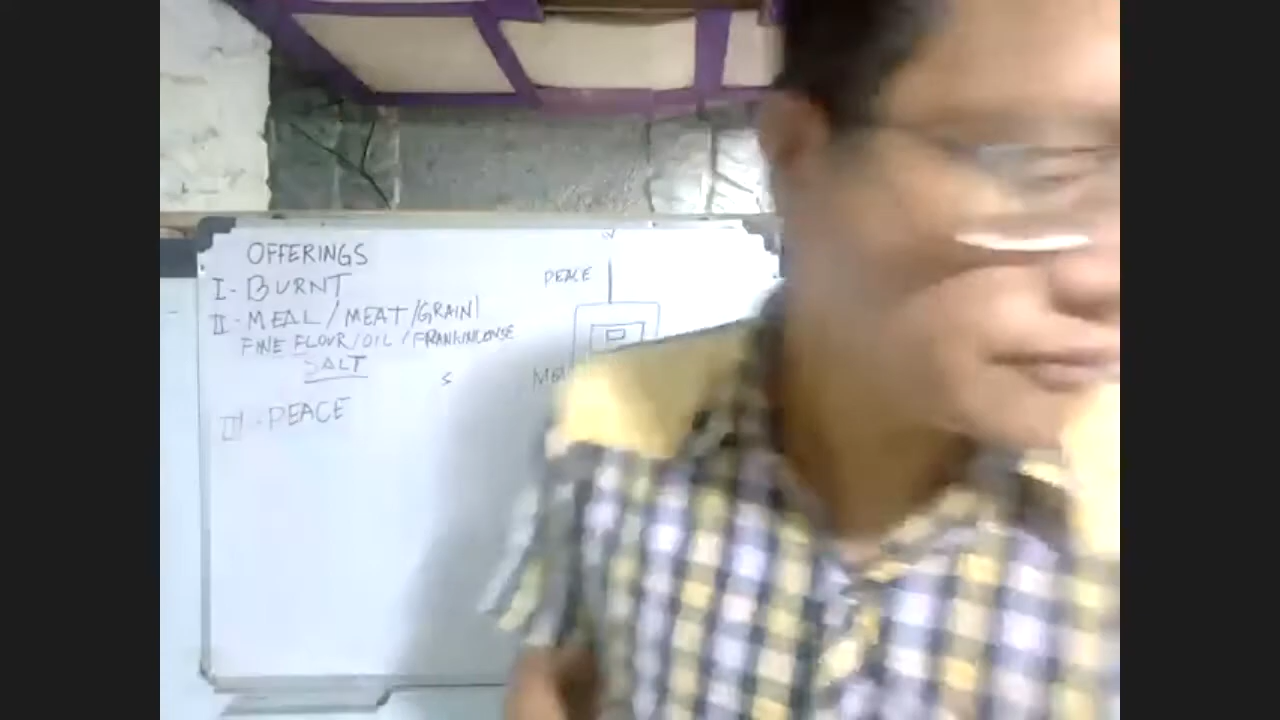 OFFERINGS
I - BURNT
II - MEAL / MEAT / GRAIN
FINE FLOUR / OIL / FRANKINCENSE
SALT
S
III - PEACE
PEACE